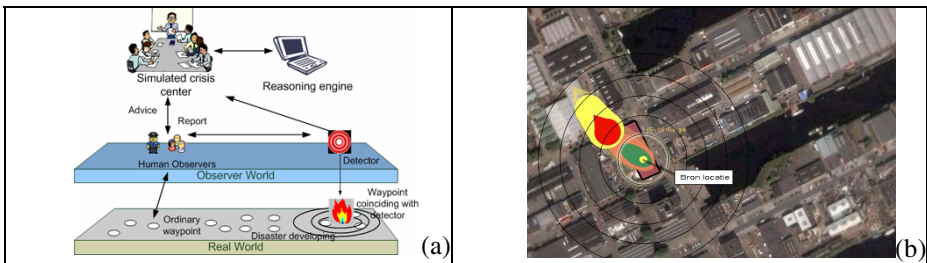 Simulated crisis
center
Reasoning engine
Advice
Report
Human Observers
Detector
Observer World
Waypoint
coinciding with
detector
Ordinary
waypoint
Disaster developing
Real World
(a)
Bron locatie
(b)